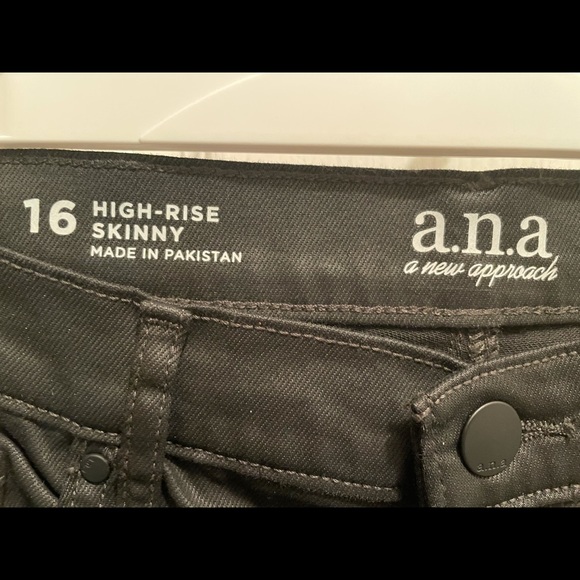 16 HIGH-RISE
SKINNY
MADE IN PAKISTAN
a.n.a
a new approach
a.n.a